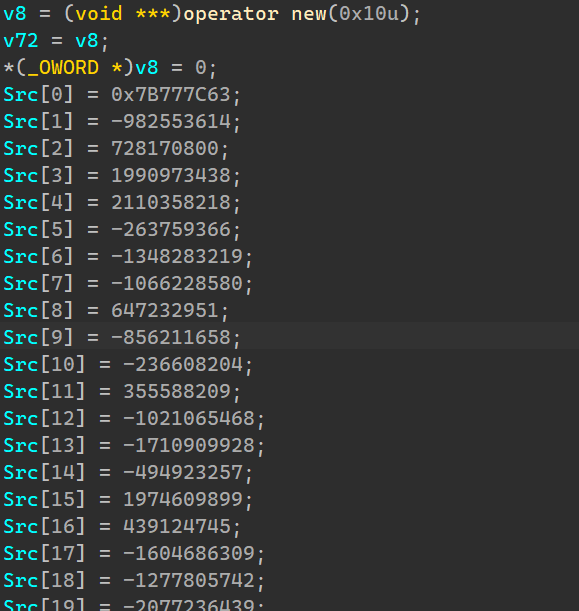 v8 = (void ***)operator new(0x10u);
v72 = v8;
*(_OWORD *)v8 = 0;
Src[0] = 0x7B777C63;
Src[1] = -982553614;
Src[2] = 728170800;
Src[3] = 1990973438;
Src[4] = 2110358218;
Src[5] = -263759366;
Src[6] = -1348283219;
Src[7] = -1066228580;
Src[8] = 647232951;
Src[9] = -856211658;
Src[10] = -236608204;
Src[11] = 355588209;
Src[12] = -1021065468;
Src[13] = -1710909928;
Src[14] = -494923257;
Src[15] = 1974609899;
Src[16] = 439124745;
Src[17] = -1604686309;
Src[18] = -1277805742;
Src[19] = -2077236439;